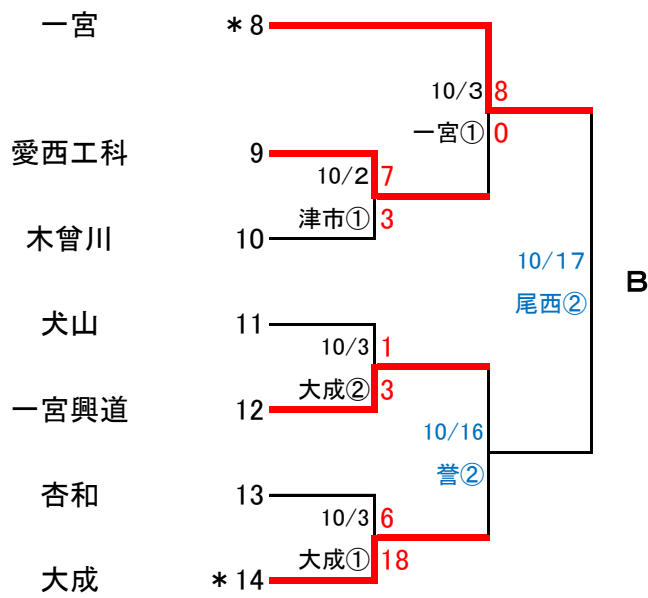 一宮 *8
10/3 8
一宮① 0
愛西工科 9
10/2 7
津市① 3
木曾川 10
10/17
尾西②
B
犬山 11
10/3 1
大成② 3
一宮興道 12
10/16
誉②
杏和 13
10/3 6
大成① 18
大成 *14